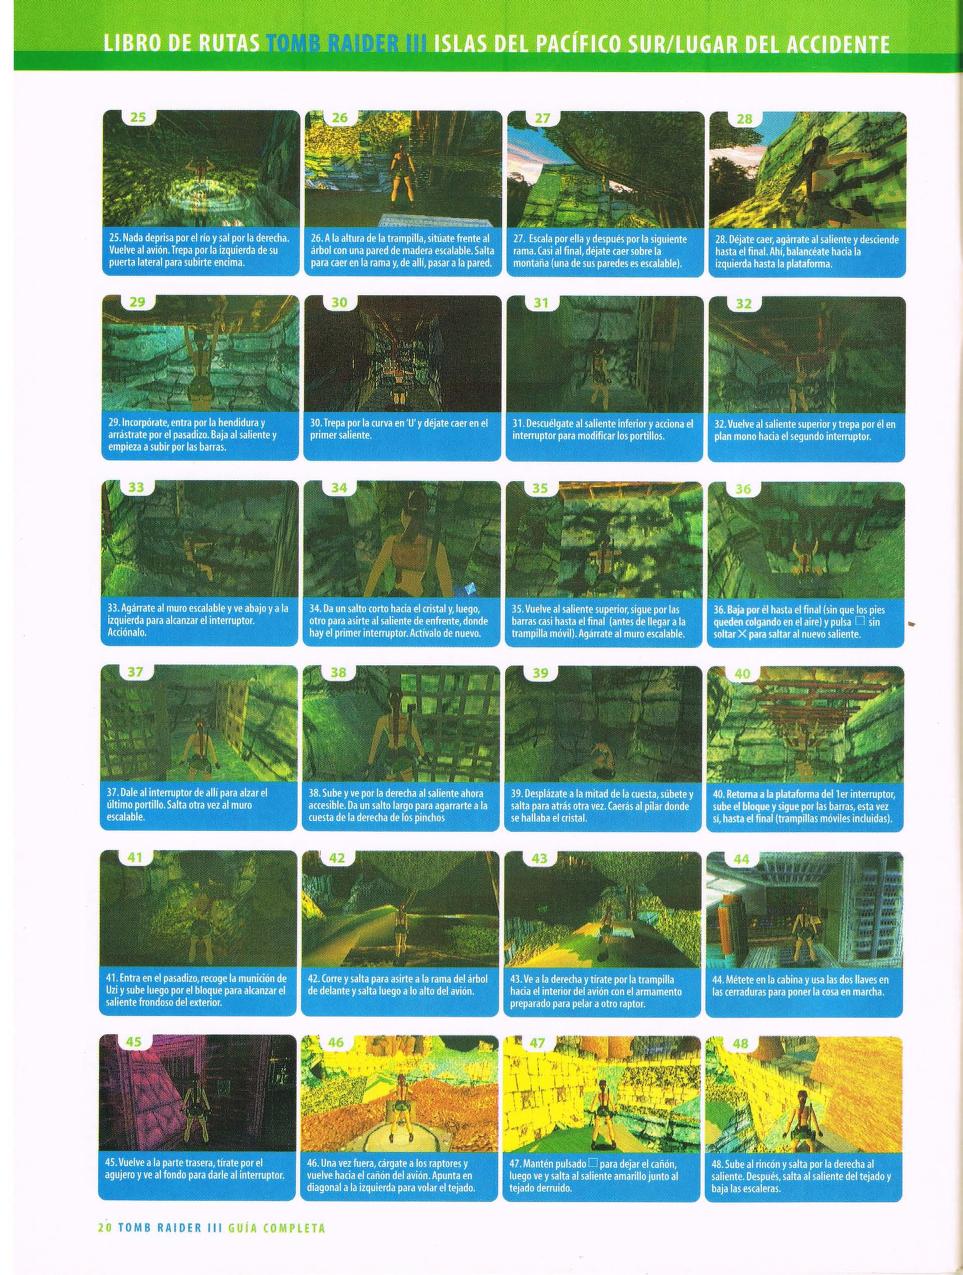 LIBRO DE RUTAS TOMB RAIDER III ISLAS DEL PACÍFICO SUR/LUGAR DEL ACCIDENTE
25
25. Nada deprisa por el río y sal por la derecha.
Vuelve al avión. Trepa por la izquierda de su
puerta lateral para subirte encima.
26
26. A la altura de la trampilla, sitúate frente al
árbol con una pared de madera escalable. Salta
para caer en la rama y, de allí, pasar a la pared.
27
27. Escala por ella y después por la siguiente
rama. Casi al final, déjate caer sobre la
montaña (una de sus paredes es escalable).
28
28. Déjate caer, agárrate al saliente y desciende
hasta el final. Ahí, balancéate hacia la
izquierda hasta la plataforma.
29
29. Incorpórate, entra por la hendidura y
arrástrate por el pasadizo. Baja al saliente y
empieza a subir por las barras.
30
30. Trepa por la curva en 'U' y déjate caer en el
primer saliente.
31
31. Descuélgate al saliente inferior y acciona el
interruptor para modificar los portillos.
32
32. Vuelve al saliente superior y trepa por él en
plan mono hacia el segundo interruptor.
33
33. Agárrate al muro escalable y ve abajo y a la
izquierda para alcanzar el interruptor.
Acciónalo.
34
34. Da un salto corto hacia el cristal y, luego,
otro para asirte al saliente de enfrente, donde
hay el primer interruptor. Actívalo de nuevo.
35
35. Vuelve al saliente superior, sigue por las
barras casi hasta el final (antes de llegar a la
trampilla móvil). Agárrate al muro escalable.
36
36. Baja por él hasta el final (sin que los pies
queden colgando en el aire) y pulsa □ sin
soltar X para saltar al nuevo saliente.
37
37. Dale al interruptor de allí para alzar el
último portillo. Salta otra vez al muro
escalable.
38
38. Sube y ve por la derecha al saliente ahora
accesible. Da un salto largo para agarrarte a la
cuesta de la derecha de los pinchos
39
39. Desplázate a la mitad de la cuesta, súbete y
salta para atrás otra vez. Caerás al pilar donde
se hallaba el cristal.
40
40. Retorna a la plataforma del 1er interruptor,
sube el bloque y sigue por las barras, esta vez
sí, hasta el final (trampillas móviles incluidas).
41
41. Entra en el pasadizo, recoge la munición de
Uzi y sube luego por el bloque para alcanzar el
saliente frondoso del exterior.
42
42. Corre y salta para asirte a la rama del árbol
de delante y salta luego a lo alto del avión.
43
43. Ve a la derecha y tírate por la trampilla
hacia el interior del avión con el armamento
preparado para pelar a otro raptor.
44
44. Métete en la cabina y usa las dos llaves en
las cerraduras para poner la cosa en marcha.
45
45. Vuelve a la parte trasera, tírate por el
agujero y ve al fondo para darle al interruptor.
46
46. Una vez fuera, cárgate a los raptores y
vuelve hacia el cañón del avión. Apunta en
diagonal a la izquierda para volar el tejado.
47
47. Mantén pulsado □ para dejar el cañón,
luego ve y salta al saliente amarillo junto al
tejado derruido.
48
48. Sube al rincón y salta por la derecha al
saliente. Después, salta al saliente del tejado y
baja las escaleras.
20 TOMB RAIDER III GUÍA COMPLETA